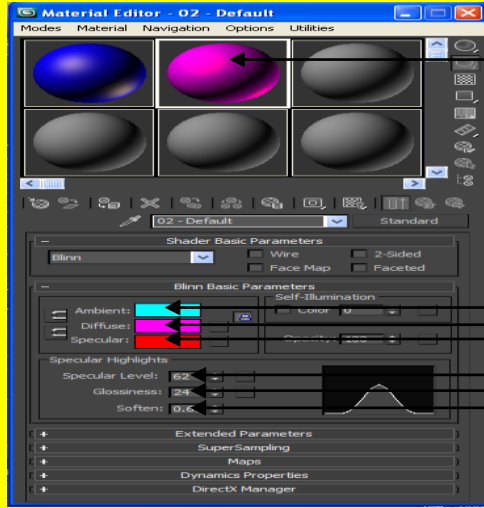 Material Editor - 02 - Default
Modes Material Navigation Options Utilities
02 - Default Standard
Shader Basic Parameters
Blinn Wire 2-Sided
Face Map Faceted
Blinn Basic Parameters
Self-Illumination
Ambient: Color 0
Diffuse:
Specular: Opacity: 100
Specular Highlights
Specular Level: 62
Glossiness: 24
Soften: 0.6
Extended Parameters
SuperSampling
Maps
Dynamics Properties
DirectX Manager